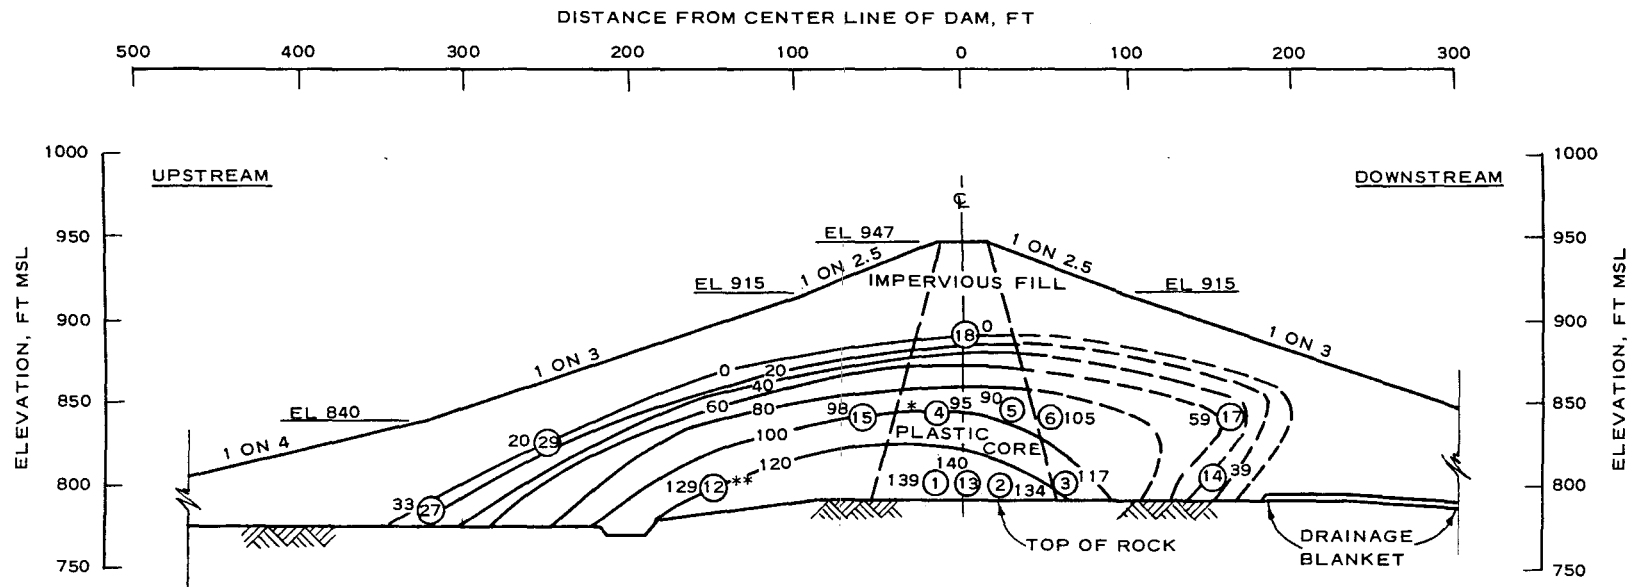 DISTANCE FROM CENTER LINE OF DAM, FT
500 400 300 200 100 0 100 200 300
1000 1000
UPSTREAM DOWNSTREAM
℄
950 EL 947 950
1 ON 2.5 1 ON 2.5
EL 915 IMPERVIOUS FILL EL 915
ELEVATION, FT MSL
ELEVATION, FT MSL
900 18 0 900
1 ON 3 1 ON 3
0 20
40
60
850 EL 840 80 98 15 * 4 95 90 5 6 105 59 17 850
1 ON 4 20 29 100 PLASTIC CORE
120 140 117 14 39
800 33 27 129 12 ** 139 1 13 2 134 3 800
TOP OF ROCK DRAINAGE BLANKET
750 750